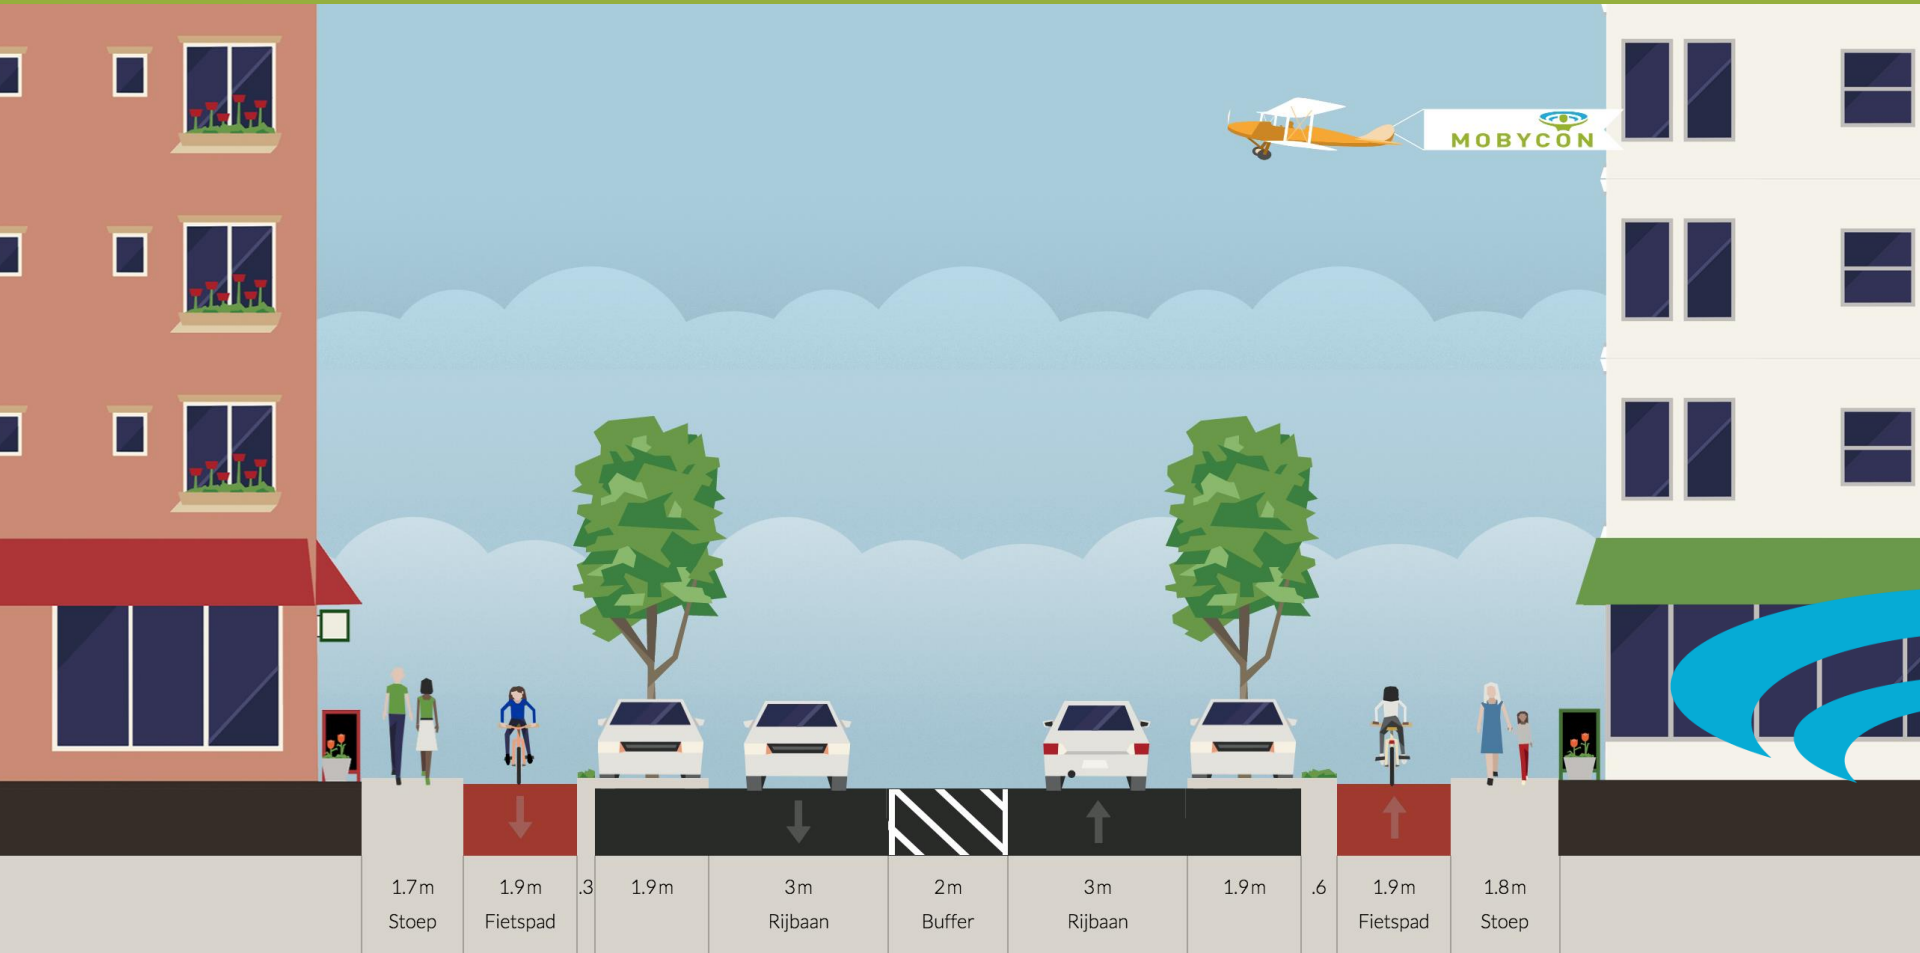 MOBYCON
1.7m
Stoep
1.9m
Fietspad
.3
1.9m
3m
Rijbaan
2m
Buffer
3m
Rijbaan
1.9m
.6
1.9m
Fietspad
1.8m
Stoep